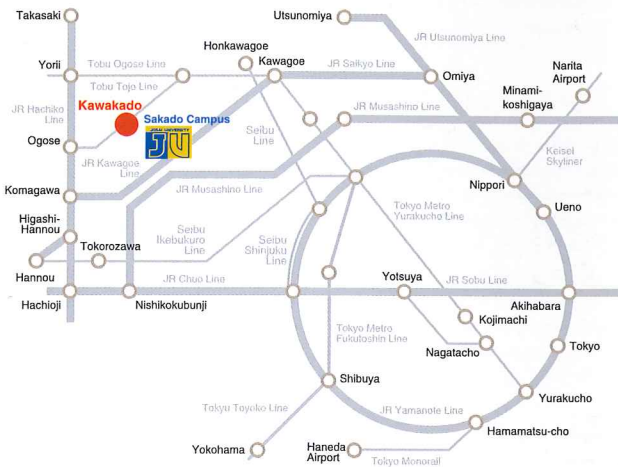 Takasaki
Utsunomiya
JR Utsunomiya Line
Honkawagoe
Yorii
Tobu Ogose Line
Kawagoe
JR Saikyo Line
Omiya
Narita
Airport
Tobu Tojo Line
Minami-
koshigaya
JR Hachiko
Line
Kawakado
Sakado Campus
JOSAI UNIVERSITY
JU
JR Musashino Line
Seibu
Line
Ogose
JR Kawagoe
Line
Keisei
Skyliner
Komagawa
JR Musashino Line
Nippori
Higashi-
Hannou
Tokyo Metro
Yurakucho Line
Ueno
Tokorozawa
Seibu
Ikebukuro Line
Seibu
Shinjuku
Line
Hannou
JR Chuo Line
Yotsuya
JR Sobu Line
Hachioji
Nishikokubunji
Akihabara
Kojimachi
Tokyo Metro
Fukutoshin Line
Nagatacho
Tokyo
Shibuya
Yurakucho
Tokyu Toyoko Line
JR Yamanote Line
Hamamatsu-cho
Yokohama
Haneda
Airport
Tokyo Monorail